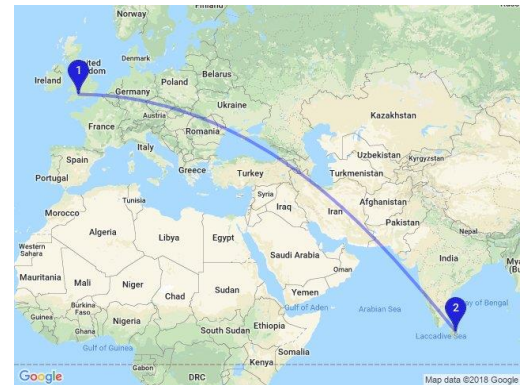 Norway
Finland
United
Kingdom
1
Denmark
Ireland
Belarus
Poland
Germany
Ukraine
Kazakhstan
Austria
France
Romania
Italy
Uzbekistan
Kyrgyzstan
Spain
Greece
Turkey
Turkmenistan
Portugal
Syria
Afghanistan
Tunisia
Iraq
Iran
Morocco
Pakistan
Nepal
Algeria
Libya
Egypt
Western
Sahara
Saudi Arabia
India
Oman
Mauritania
Mali
Niger
Sudan
Chad
Yemen
2
Bay of Bengal
Burkina
Faso
Gulf of Aden
Arabian Sea
Guinea
Nigeria
Ghana
South Sudan
Ethiopia
Laccadive Sea
Gulf of Guinea
Somalia
Gabon
Kenya
DRC
Google
Map data ©2018 Google